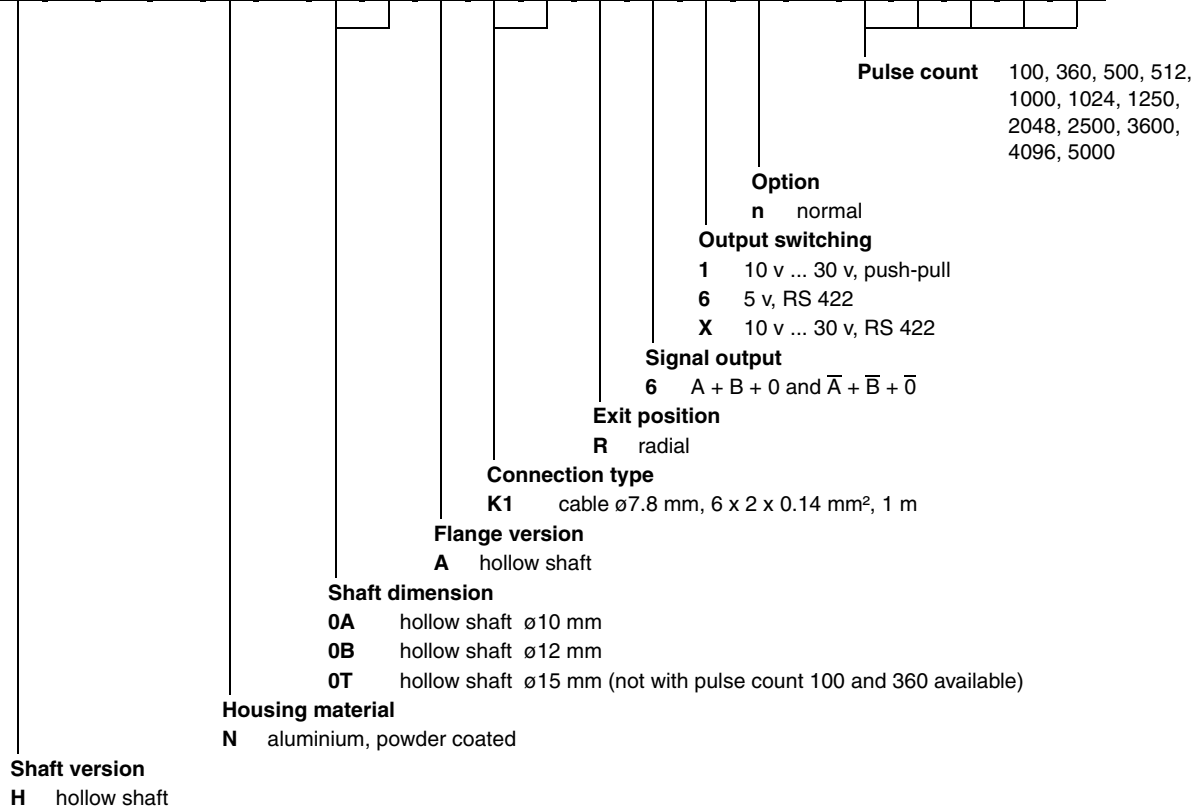 Pulse count 100, 360, 500, 512,
1000, 1024, 1250,
2048, 2500, 3600,
4096, 5000
Option
n normal
Output switching
1 10 v ... 30 v, push-pull
6 5 v, RS 422
X 10 v ... 30 v, RS 422
Signal output
6 A + B + 0 and A̅ + B̅ + 0̅
Exit position
R radial
Connection type
K1 cable ø7.8 mm, 6 x 2 x 0.14 mm², 1 m
Flange version
A hollow shaft
Shaft dimension
0A hollow shaft ø10 mm
0B hollow shaft ø12 mm
0T hollow shaft ø15 mm (not with pulse count 100 and 360 available)
Housing material
N aluminium, powder coated
Shaft version
H hollow shaft